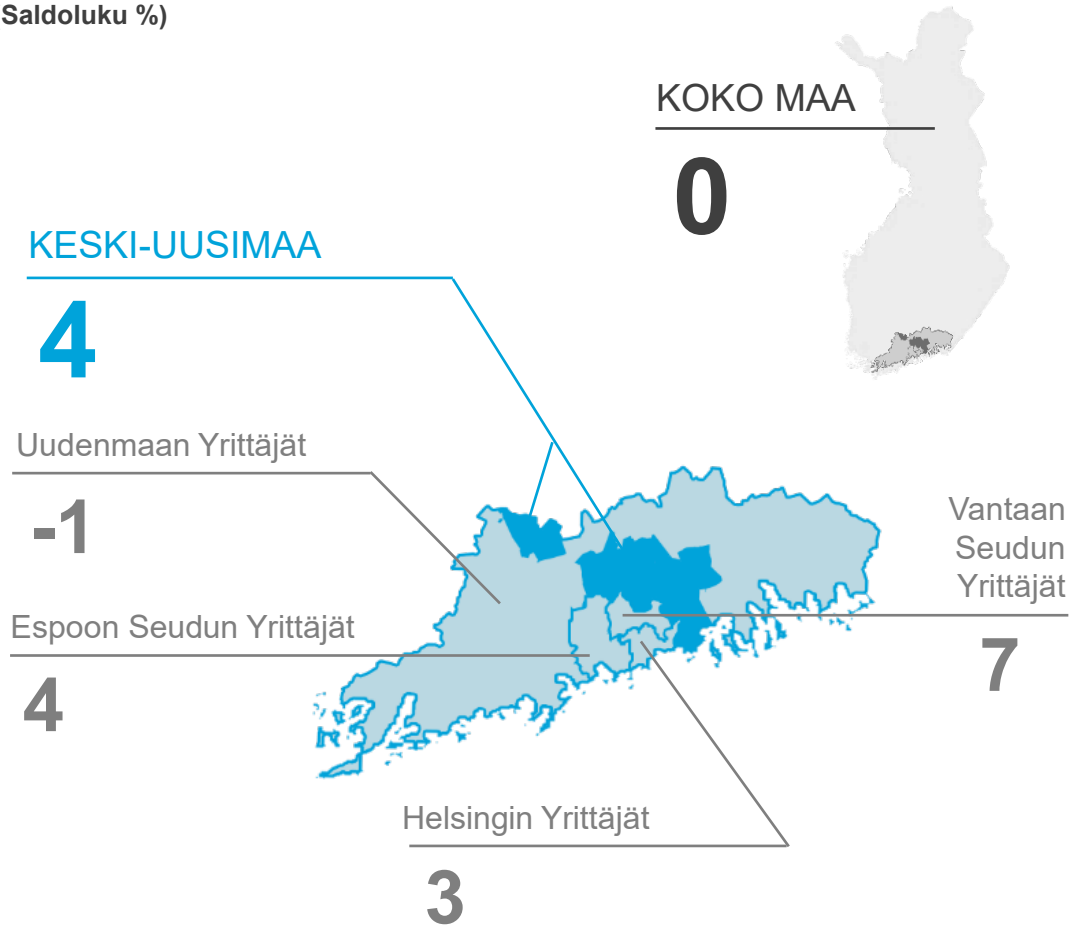 Saldoluku %)
KOKO MAA
0
KESKI-UUSIMAA
4
Uudenmaan Yrittäjät
-1
Vantaan
Seudun
Yrittäjät
7
Espoon Seudun Yrittäjät
4
Helsingin Yrittäjät
3